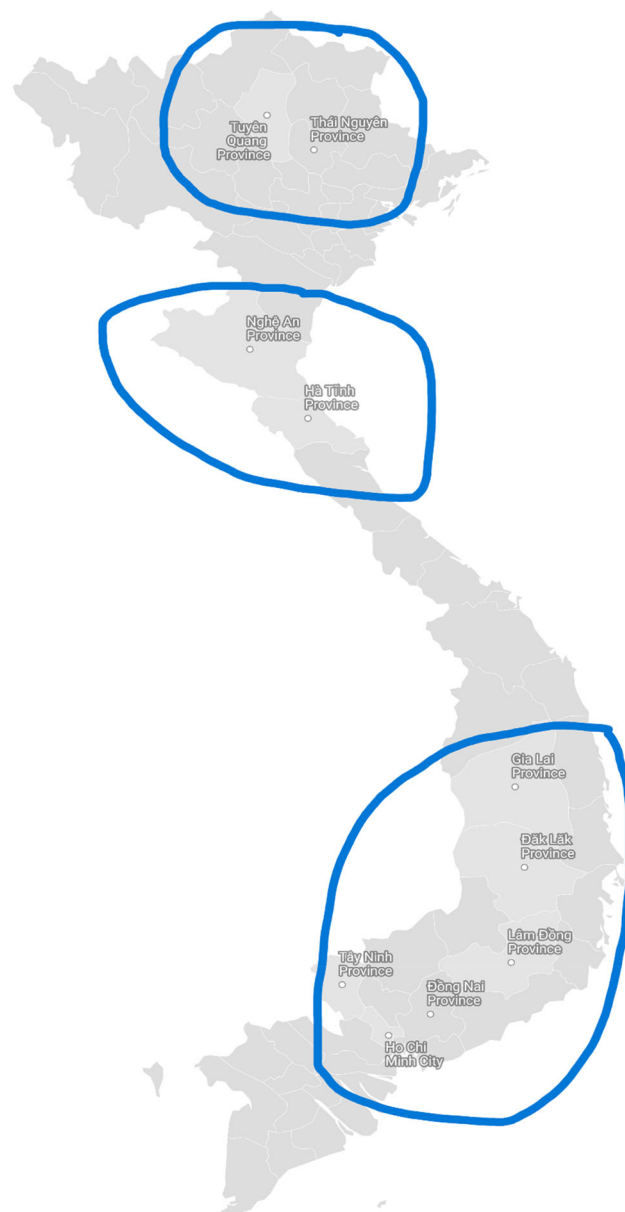 Tuyên
Quang
Province
Thái Nguyên
Province
Nghệ An
Province
Hà Tĩnh
Province
Gia Lai
Province
Đắk Lắk
Province
Lâm Đồng
Province
Tây Ninh
Province
Đồng Nai
Province
Ho Chi
Minh City